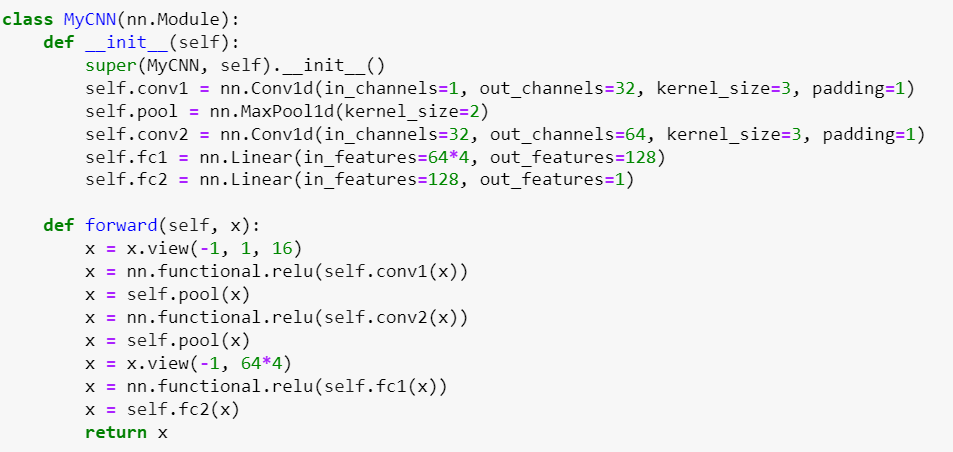 class MyCNN(nn.Module):
    def __init__(self):
        super(MyCNN, self).__init__()
        self.conv1 = nn.Conv1d(in_channels=1, out_channels=32, kernel_size=3, padding=1)
        self.pool = nn.MaxPool1d(kernel_size=2)
        self.conv2 = nn.Conv1d(in_channels=32, out_channels=64, kernel_size=3, padding=1)
        self.fc1 = nn.Linear(in_features=64*4, out_features=128)
        self.fc2 = nn.Linear(in_features=128, out_features=1)

    def forward(self, x):
        x = x.view(-1, 1, 16)
        x = nn.functional.relu(self.conv1(x))
        x = self.pool(x)
        x = nn.functional.relu(self.conv2(x))
        x = self.pool(x)
        x = x.view(-1, 64*4)
        x = nn.functional.relu(self.fc1(x))
        x = self.fc2(x)
        return x